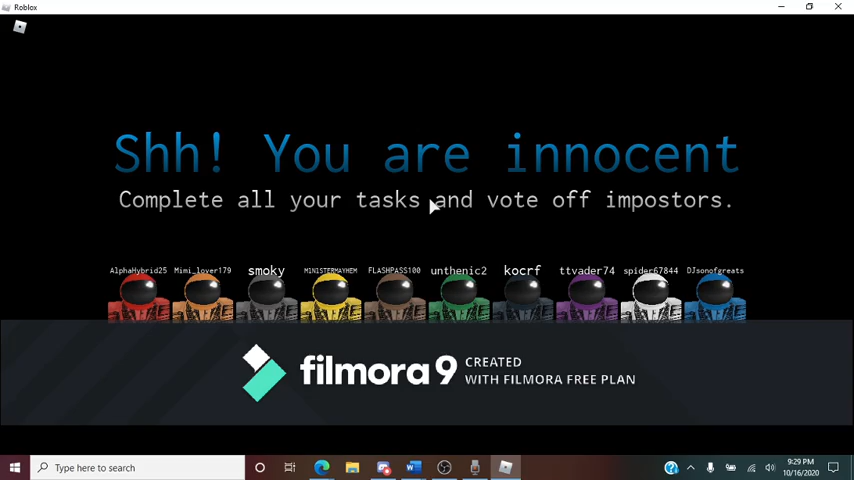 Roblox
Shh! You are innocent
Complete all your tasks and vote off impostors.
AlphaHybrid25 Mimi_lover179 smoky M1N1STERMAYHEM FLASHPASS100 unthenic2 kocrf ttvader74 spider67844 DJsonofgreats
filmora 9 CREATED
WITH FILMORA FREE PLAN
Type here to search
9:29 PM
10/16/2020